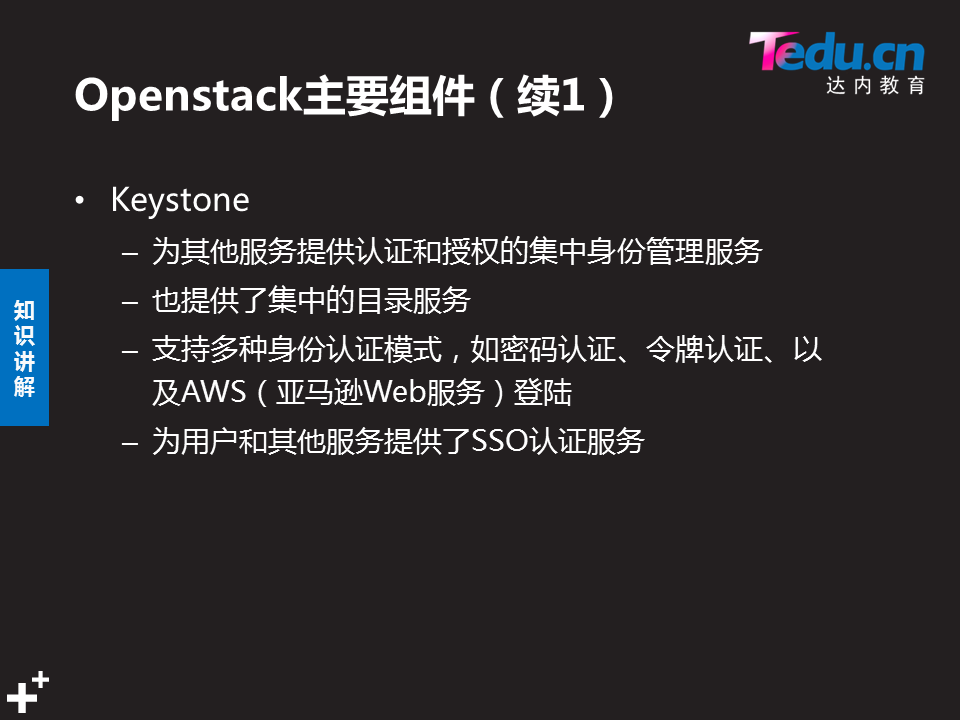 Tedu.cn
达内教育
Openstack主要组件（续1）
• Keystone
– 为其他服务提供认证和授权的集中身份管理服务
– 也提供了集中的目录服务
– 支持多种身份认证模式，如密码认证、令牌认证、以
及AWS（亚马逊Web服务）登陆
– 为用户和其他服务提供了SSO认证服务
知
识
讲
解